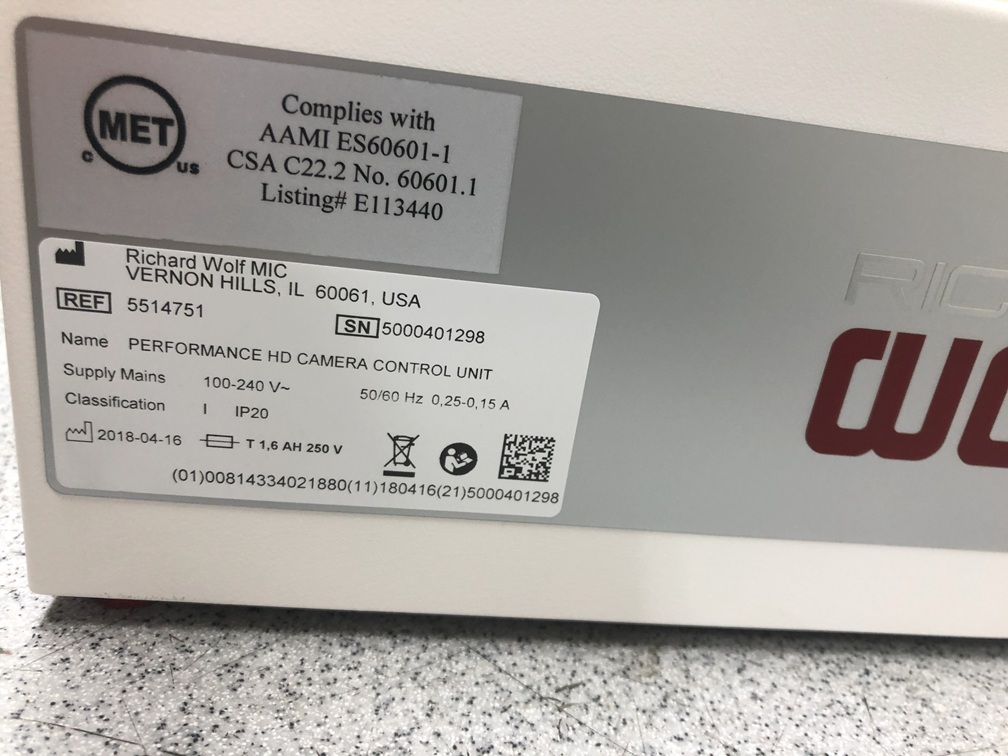 MET
c
us
Complies with
AAMI ES60601-1
CSA C22.2 No. 60601.1
Listing# E113440
Richard Wolf MIC
VERNON HILLS, IL 60061, USA
REF 5514751
SN 5000401298
Name PERFORMANCE HD CAMERA CONTROL UNIT
Supply Mains 100-240 V~ 50/60 Hz 0,25-0,15 A
Classification I IP20
2018-04-16 T 1,6 AH 250 V
(01)00814334021880(11)180416(21)5000401298